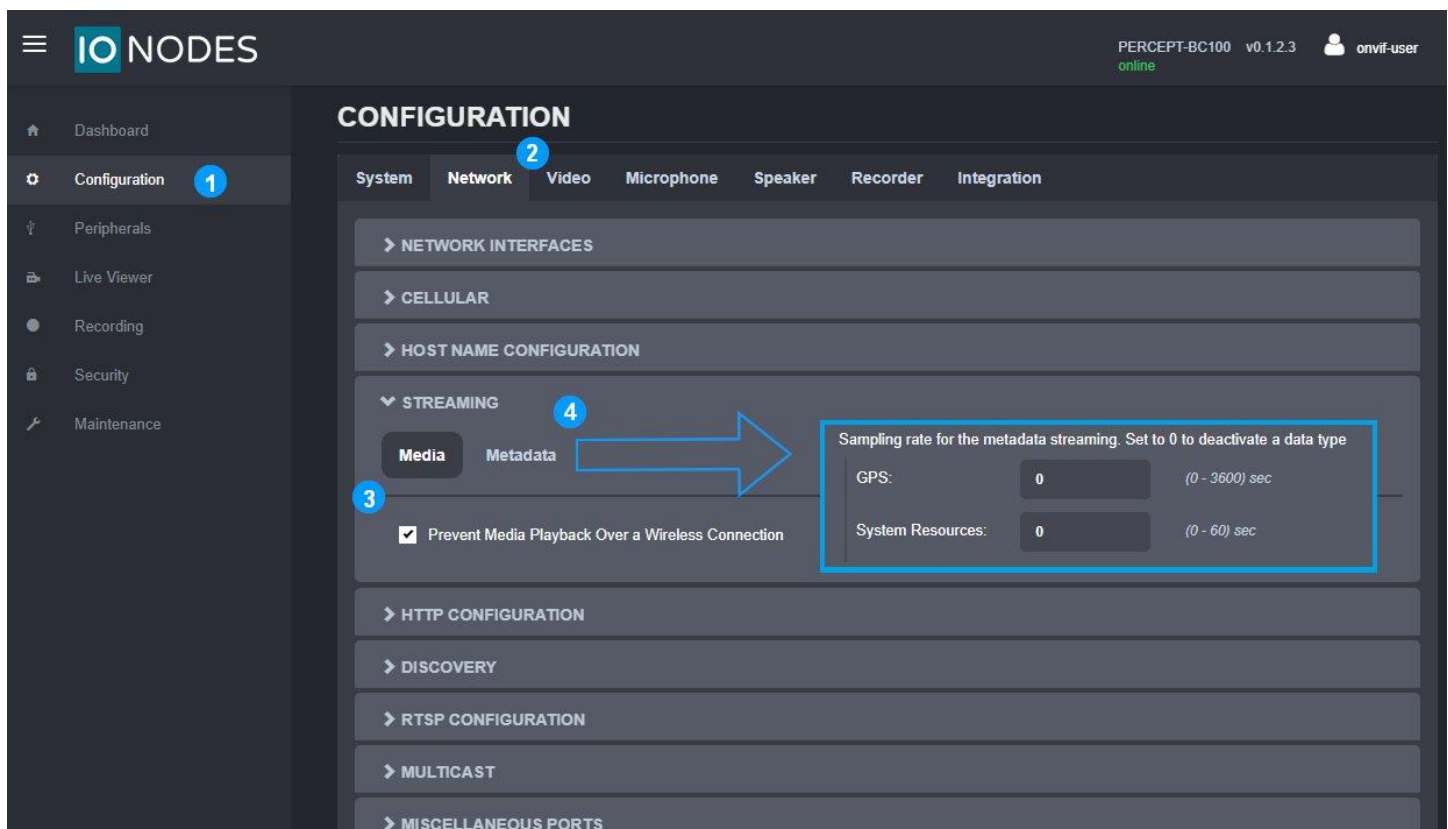 IO NODES
PERCEPT-BC100 v0.1.2.3 onvif-user
online
Dashboard
Configuration 1
Peripherals
Live Viewer
Recording
Security
Maintenance
CONFIGURATION
2
System Network Video Microphone Speaker Recorder Integration
NETWORK INTERFACES
CELLULAR
HOST NAME CONFIGURATION
STREAMING
4
Media Metadata
3
Prevent Media Playback Over a Wireless Connection
Sampling rate for the metadata streaming. Set to 0 to deactivate a data type
GPS: 0 (0 - 3600) sec
System Resources: 0 (0 - 60) sec
HTTP CONFIGURATION
DISCOVERY
RTSP CONFIGURATION
MULTICAST
MISCELLANEOUS PORTS